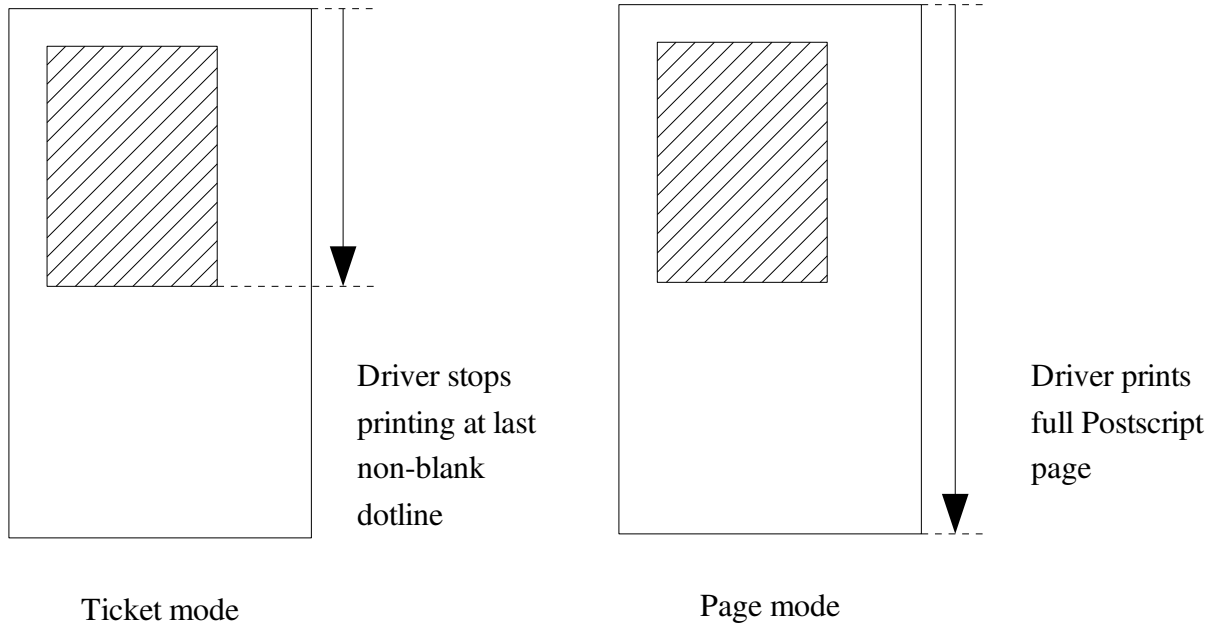 Driver stops
printing at last
non-blank
dotline
Driver prints
full Postscript
page
Ticket mode
Page mode